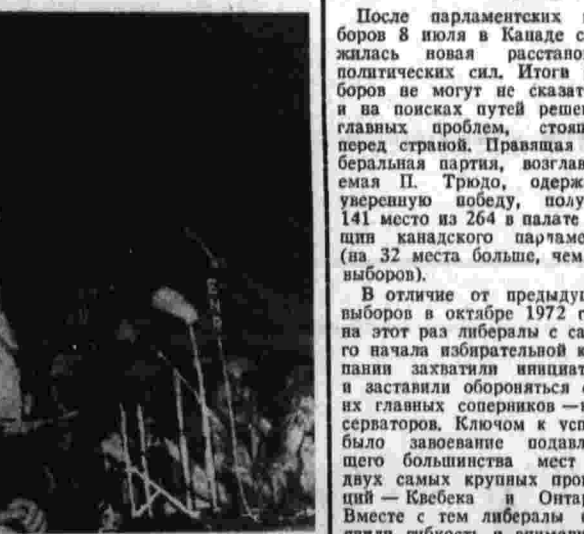 После парламентских
боров 8 июля в Канаде с
жилась новая расстано
политических сил. Итоги
боров не могут не сказат
и на поисках путей реше
главных проблем, стоящ
перед страной. Правящая
беральная партия, возглав
емая П. Трюдо, одерж
уверенную победу, полу
141 место из 264 в палате
щин канадского парламе
(на 32 места больше, чем
выборов).
В отличие от предыду
выборов в октябре 1972 г
на этот раз либералы с са
го начала избирательной к
пании захватили инициат
и заставили обороняться
их главных соперников —
серваторов. Ключом к усп
было завоевание подавл
щего большинства мест
двух самых крупных про
ций — Квебека и Онтар
Вместе с тем либералы